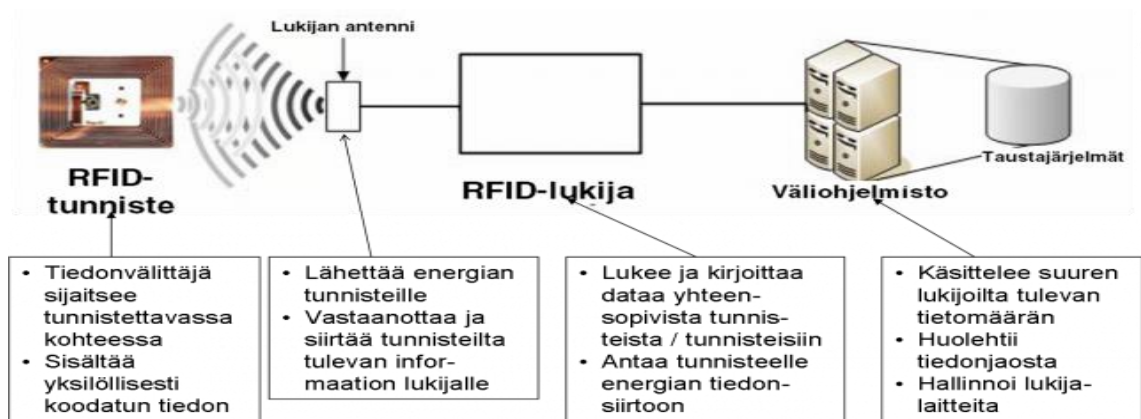 Lukijan antenni
RFID-
tunniste
RFID-lukija
Väliohjelmisto
Taustajärjelmät
• Tiedonvälittäjä
sijaitsee
tunnistettavassa
kohteessa
• Sisältää
yksilöllisesti
koodatun tiedon
• Lähettää energian
tunnisteille
• Vastaanottaa ja
siirtää tunnisteilta
tulevan infor-
maation lukijalle
• Lukee ja kirjoittaa
dataa yhteen-
sopivista tunnis-
teista / tunnisteisiin
• Antaa tunnisteelle
energian tiedon-
siirtoon
• Käsittelee suuren
lukijoilta tulevan
tietomäärän
• Huolehtii
tiedonjaosta
• Hallinnoi lukija-
laitteita